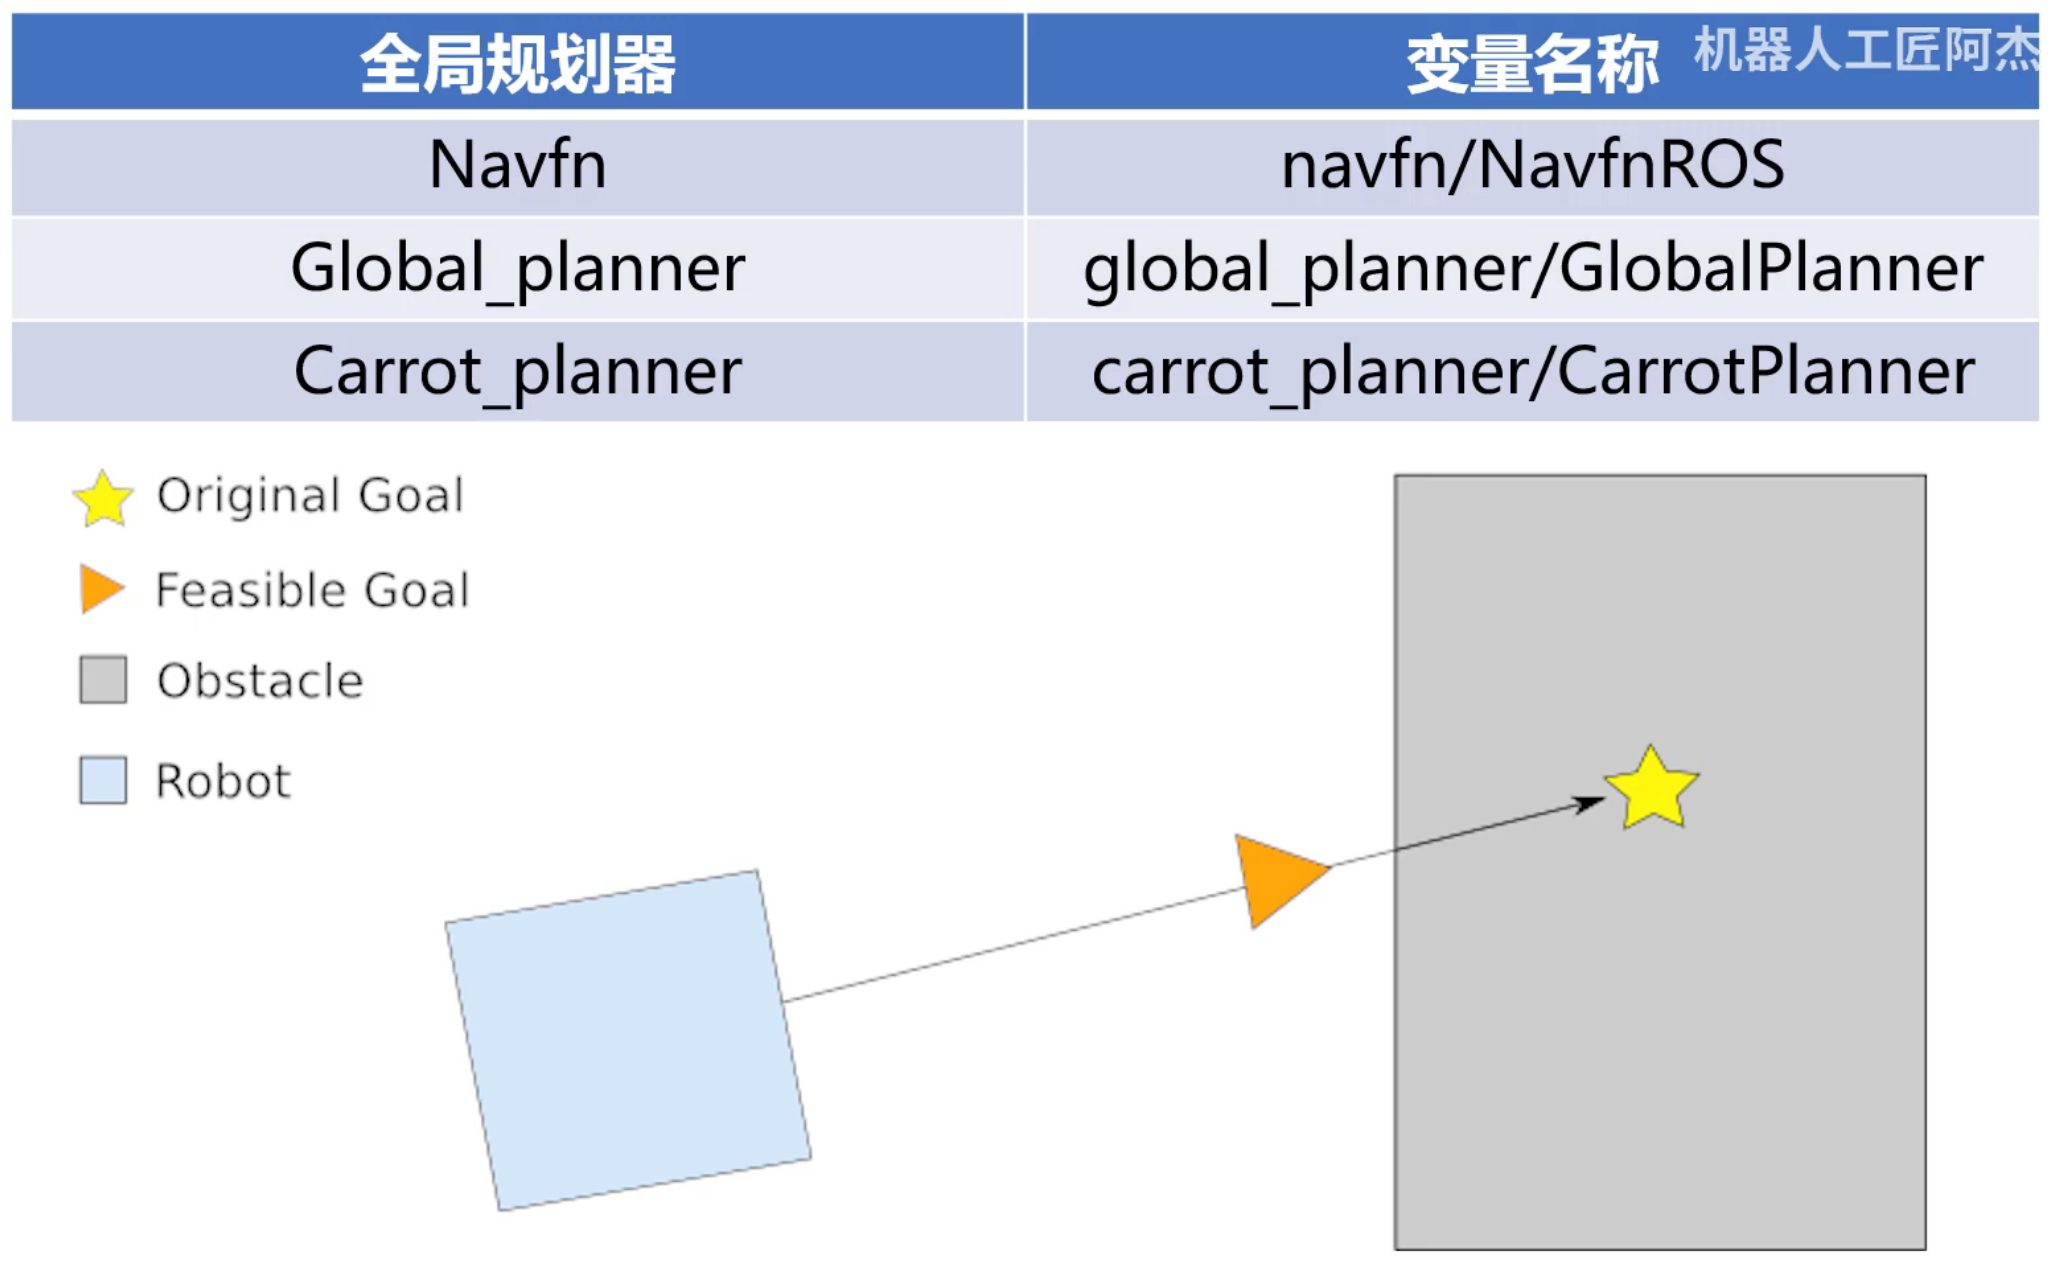 全局规划器 变量名称 机器人工匠阿杰
Navfn navfn/NavfnROS
Global_planner global_planner/GlobalPlanner
Carrot_planner carrot_planner/CarrotPlanner
Original Goal
Feasible Goal
Obstacle
Robot